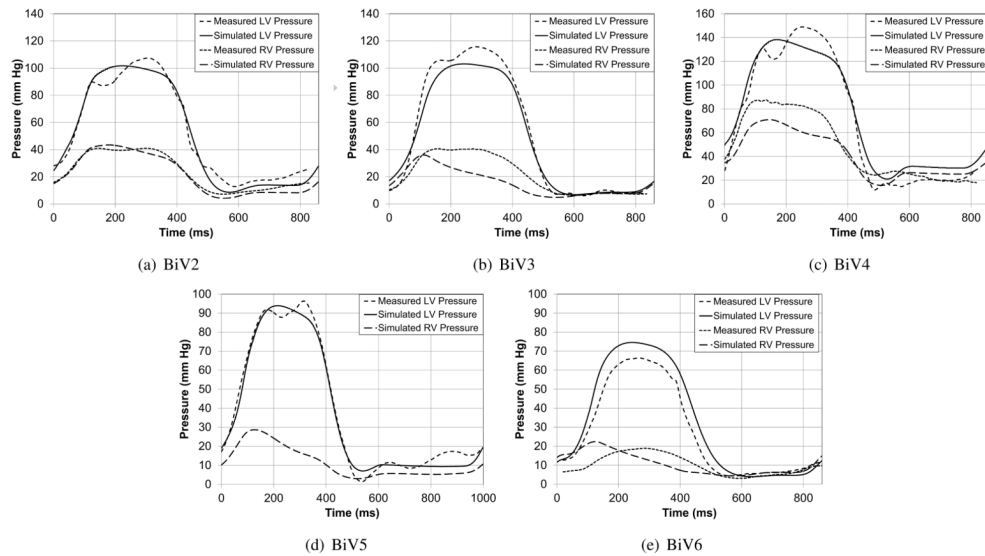 140
120
100
80
60
40
20
0
Pressure (mm Hg)
0 200 400 600 800
Time (ms)
Measured LV Pressure
Simulated LV Pressure
Measured RV Pressure
Simulated RV Pressure
(a) BiV2
140
120
100
80
60
40
20
0
Pressure (mm Hg)
0 200 400 600 800
Time (ms)
Measured LV Pressure
Simulated LV Pressure
Measured RV Pressure
Simulated RV Pressure
(b) BiV3
160
140
120
100
80
60
40
20
0
Pressure (mm Hg)
0 200 400 600 800
Time (ms)
Measured LV Pressure
Simulated LV Pressure
Measured RV Pressure
Simulated RV Pressure
(c) BiV4
100
90
80
70
60
50
40
30
20
10
0
Pressure (mm Hg)
0 200 400 600 800 1000
Time (ms)
Measured LV Pressure
Simulated LV Pressure
Simulated RV Pressure
(d) BiV5
100
90
80
70
60
50
40
30
20
10
0
Pressure (mm Hg)
0 200 400 600 800
Time (ms)
Measured LV Pressure
Simulated LV Pressure
Measured RV Pressure
Simulated RV Pressure
(e) BiV6